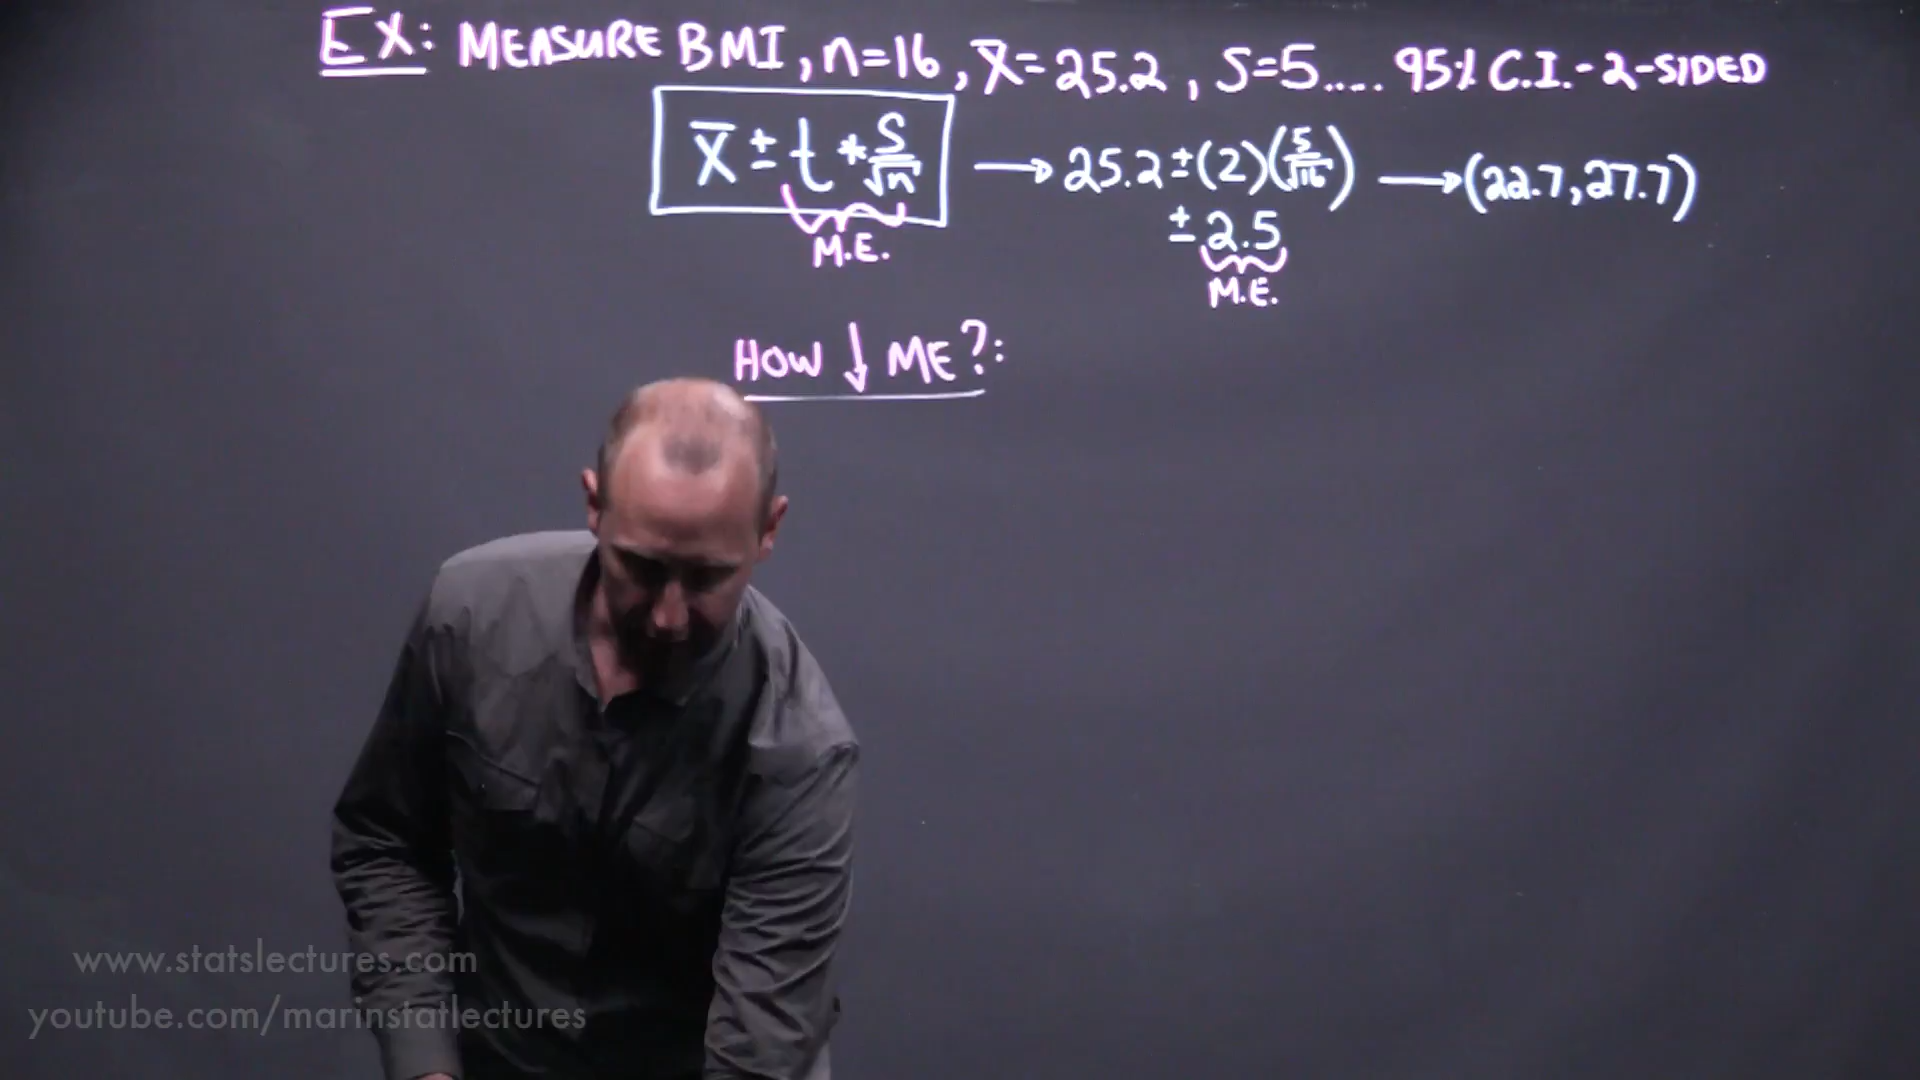 EX: MEASURE BMI, n=16, x̄=25.2, S=5.... 95% C.I.-2-SIDED
x̄ ± t * S/√n → 25.2 ± (2)(5/√16) → (22.7, 27.7)
± 2.5
M.E.
M.E.
HOW ↓ ME?:
www.statslectures.com
youtube.com/marinstatlectures